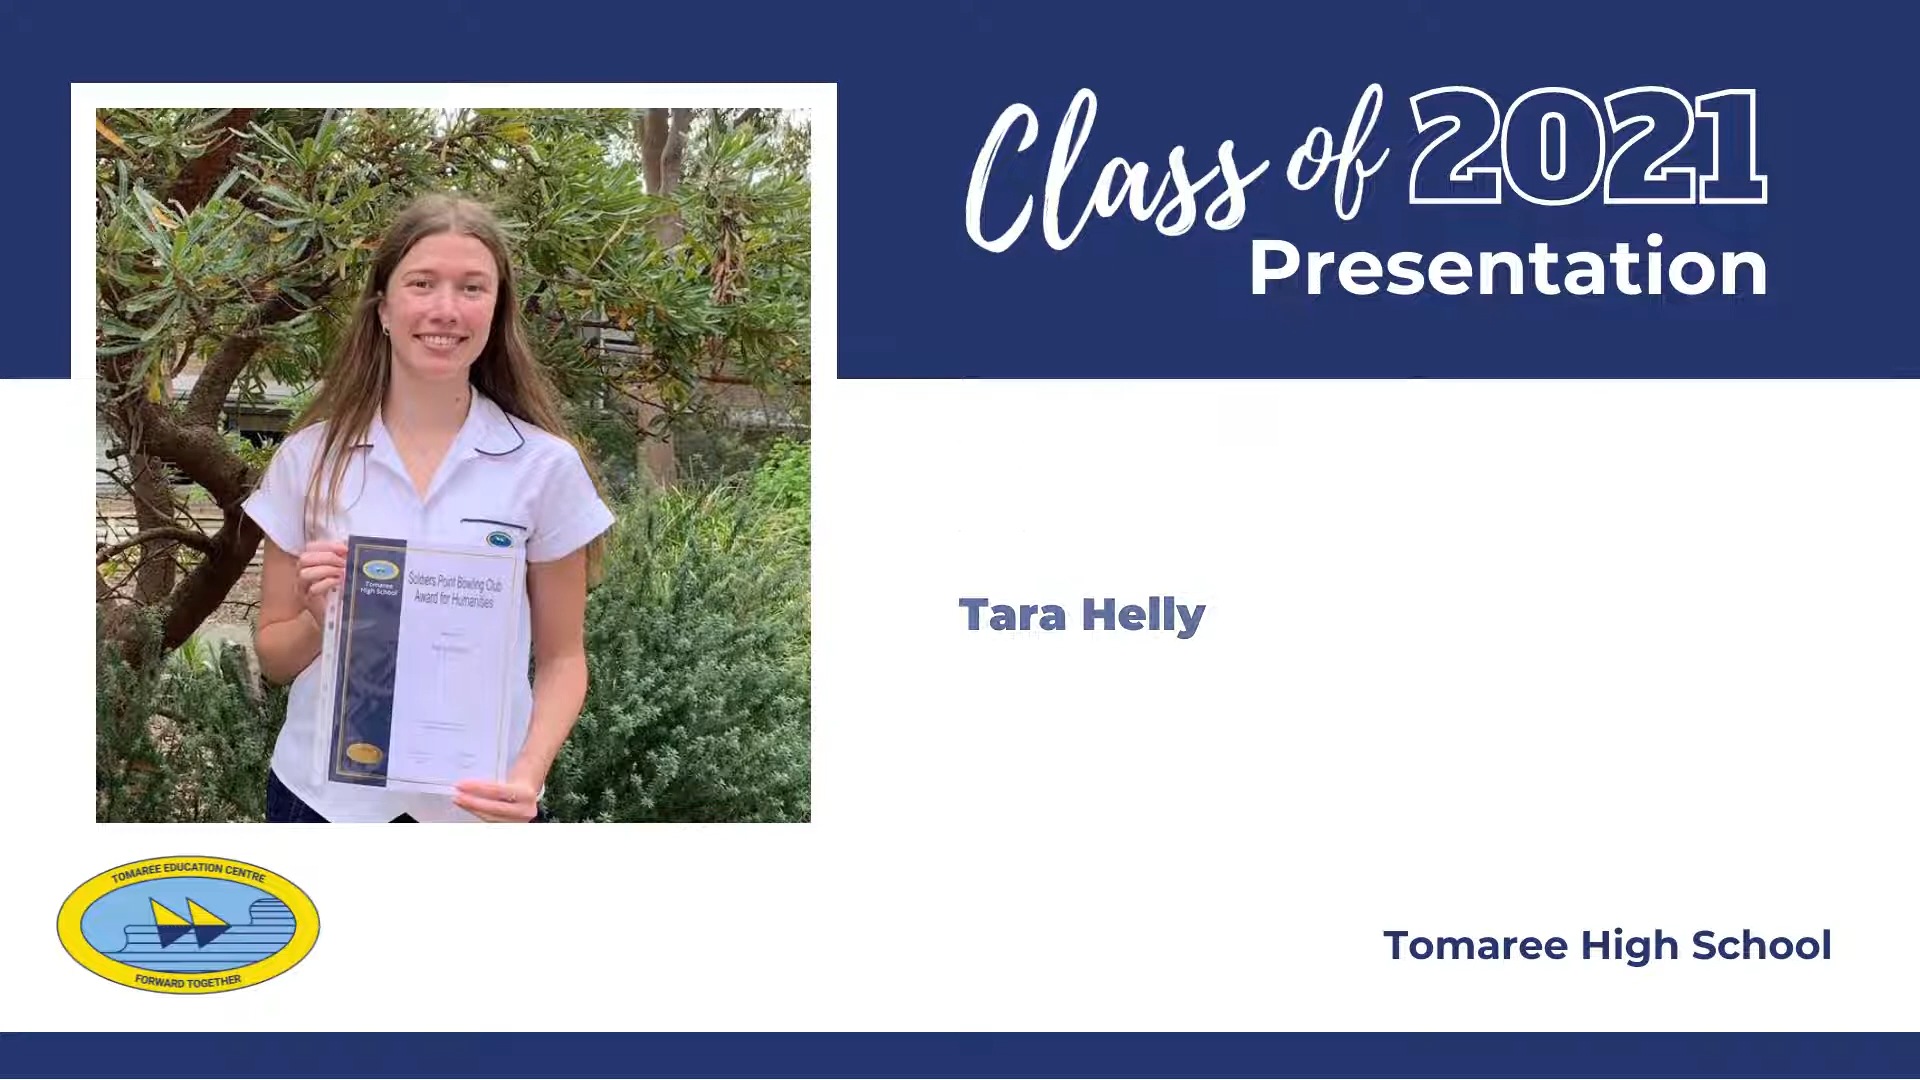 Class of 2021
Presentation
Soldiers Point Bowling Club
Award for Humanities
Tomaree
High School
Tara Helly
TOMAREE EDUCATION CENTRE
FORWARD TOGETHER
Tomaree High School